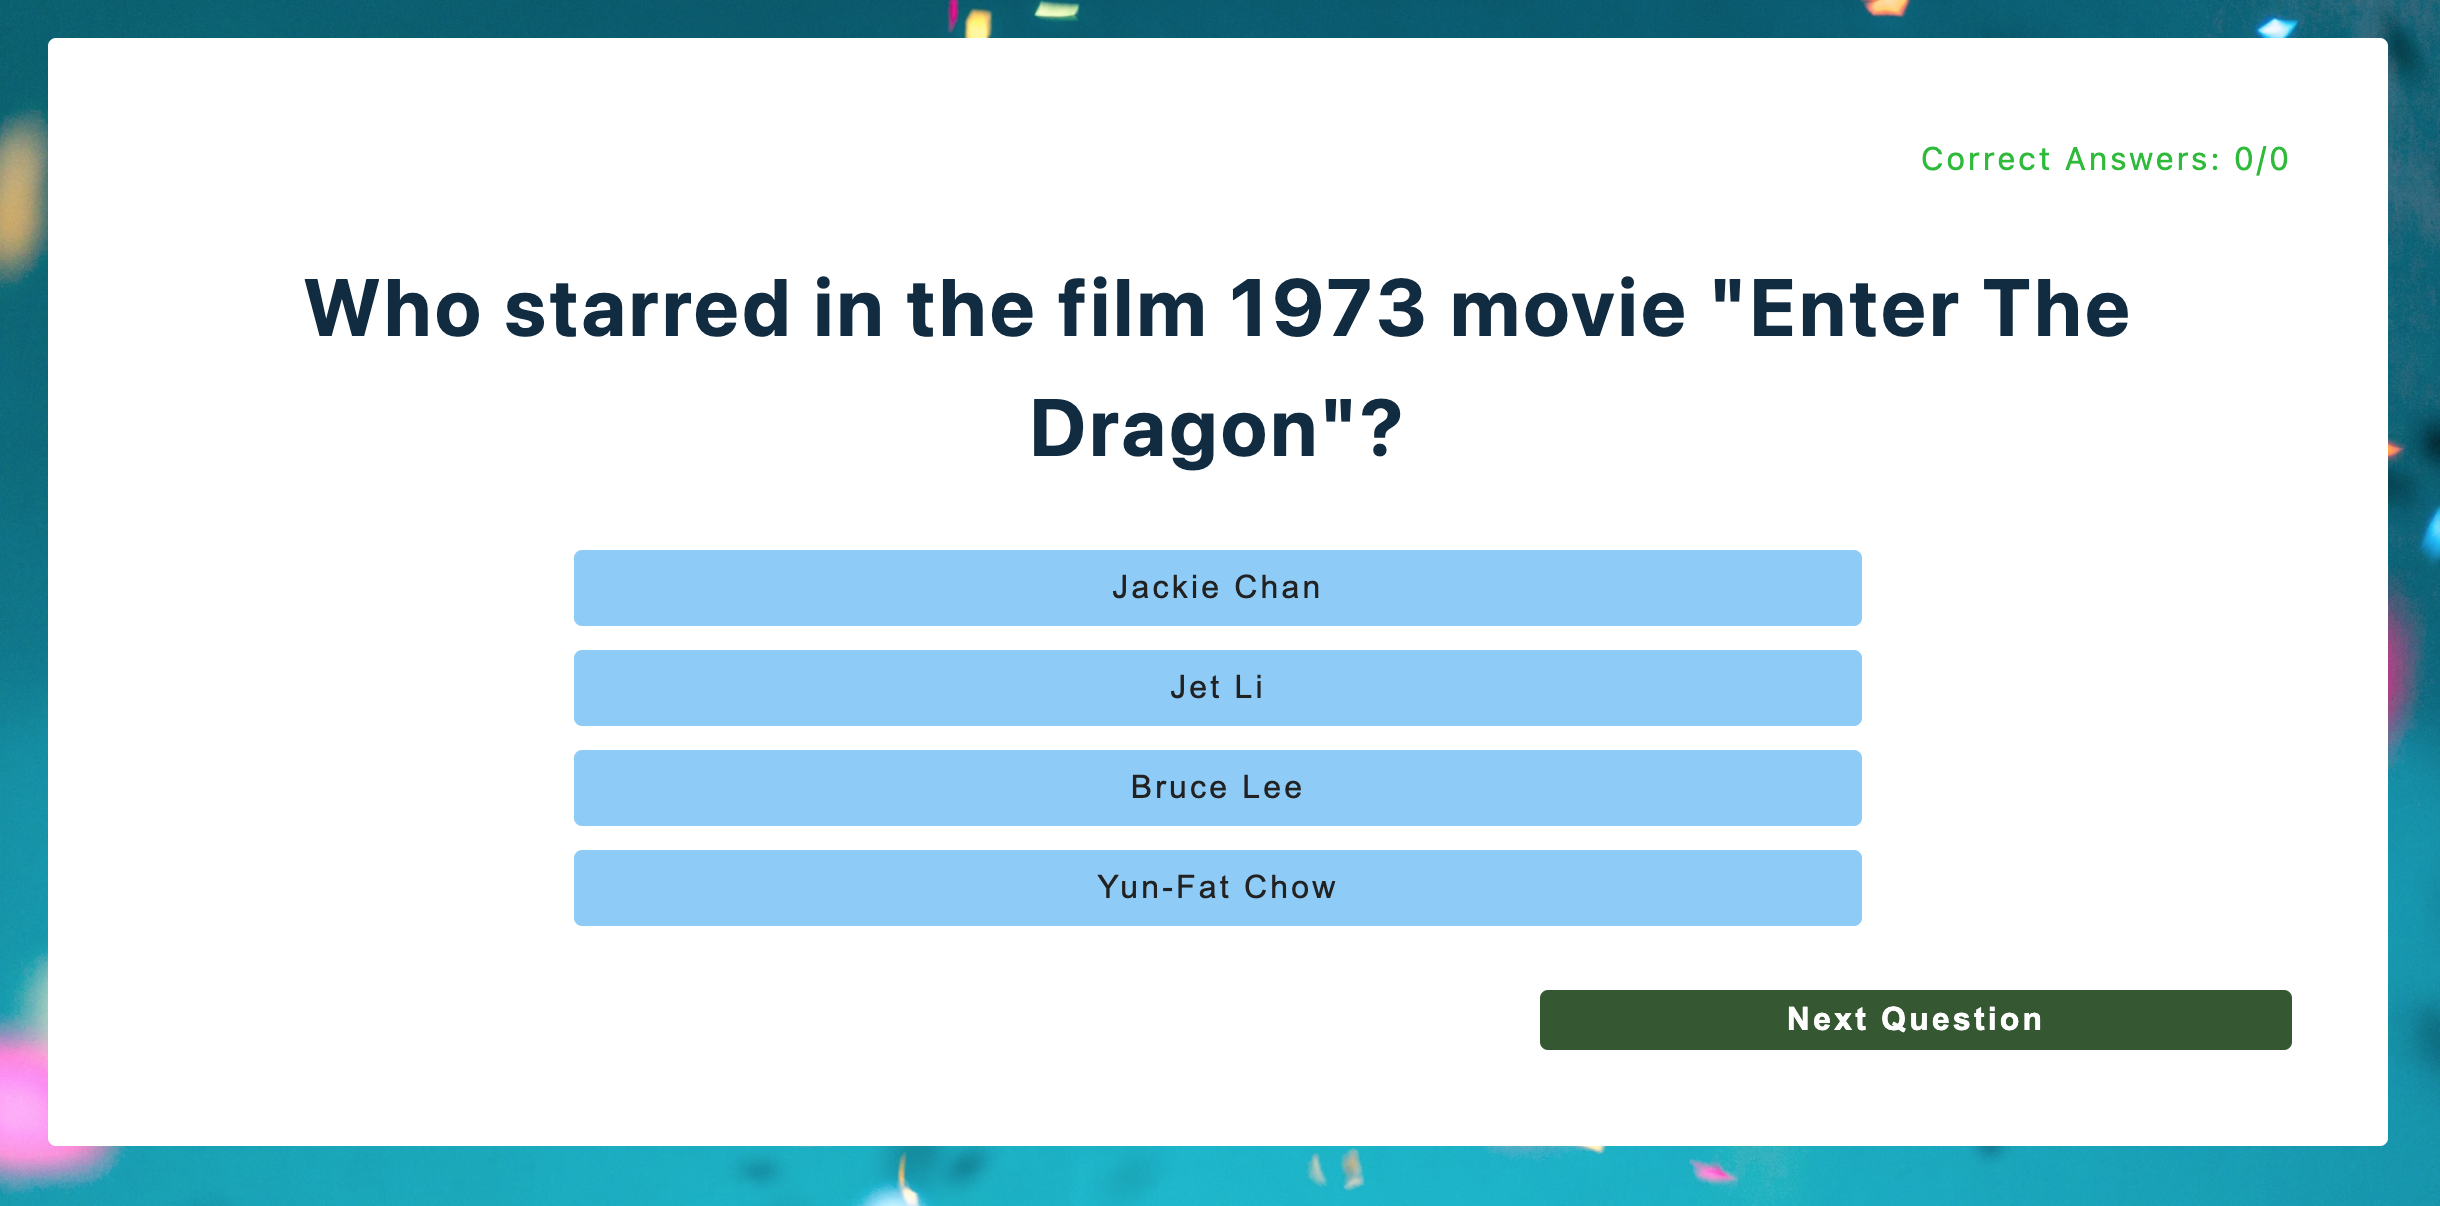 Correct Answers: 0/0
Who starred in the film 1973 movie "Enter The
Dragon"?
Jackie Chan
Jet Li
Bruce Lee
Yun-Fat Chow
Next Question